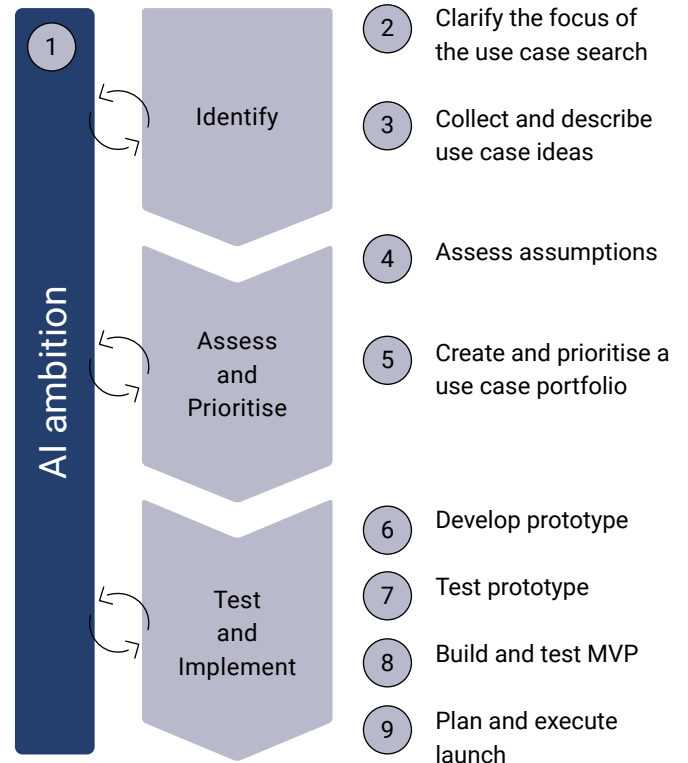 1
AI ambition
Identify
2
Clarify the focus of
the use case search
3
Collect and describe
use case ideas
Assess
and
Prioritise
4
Assess assumptions
5
Create and prioritise a
use case portfolio
Test
and
Implement
6
Develop prototype
7
Test prototype
8
Build and test MVP
9
Plan and execute
launch